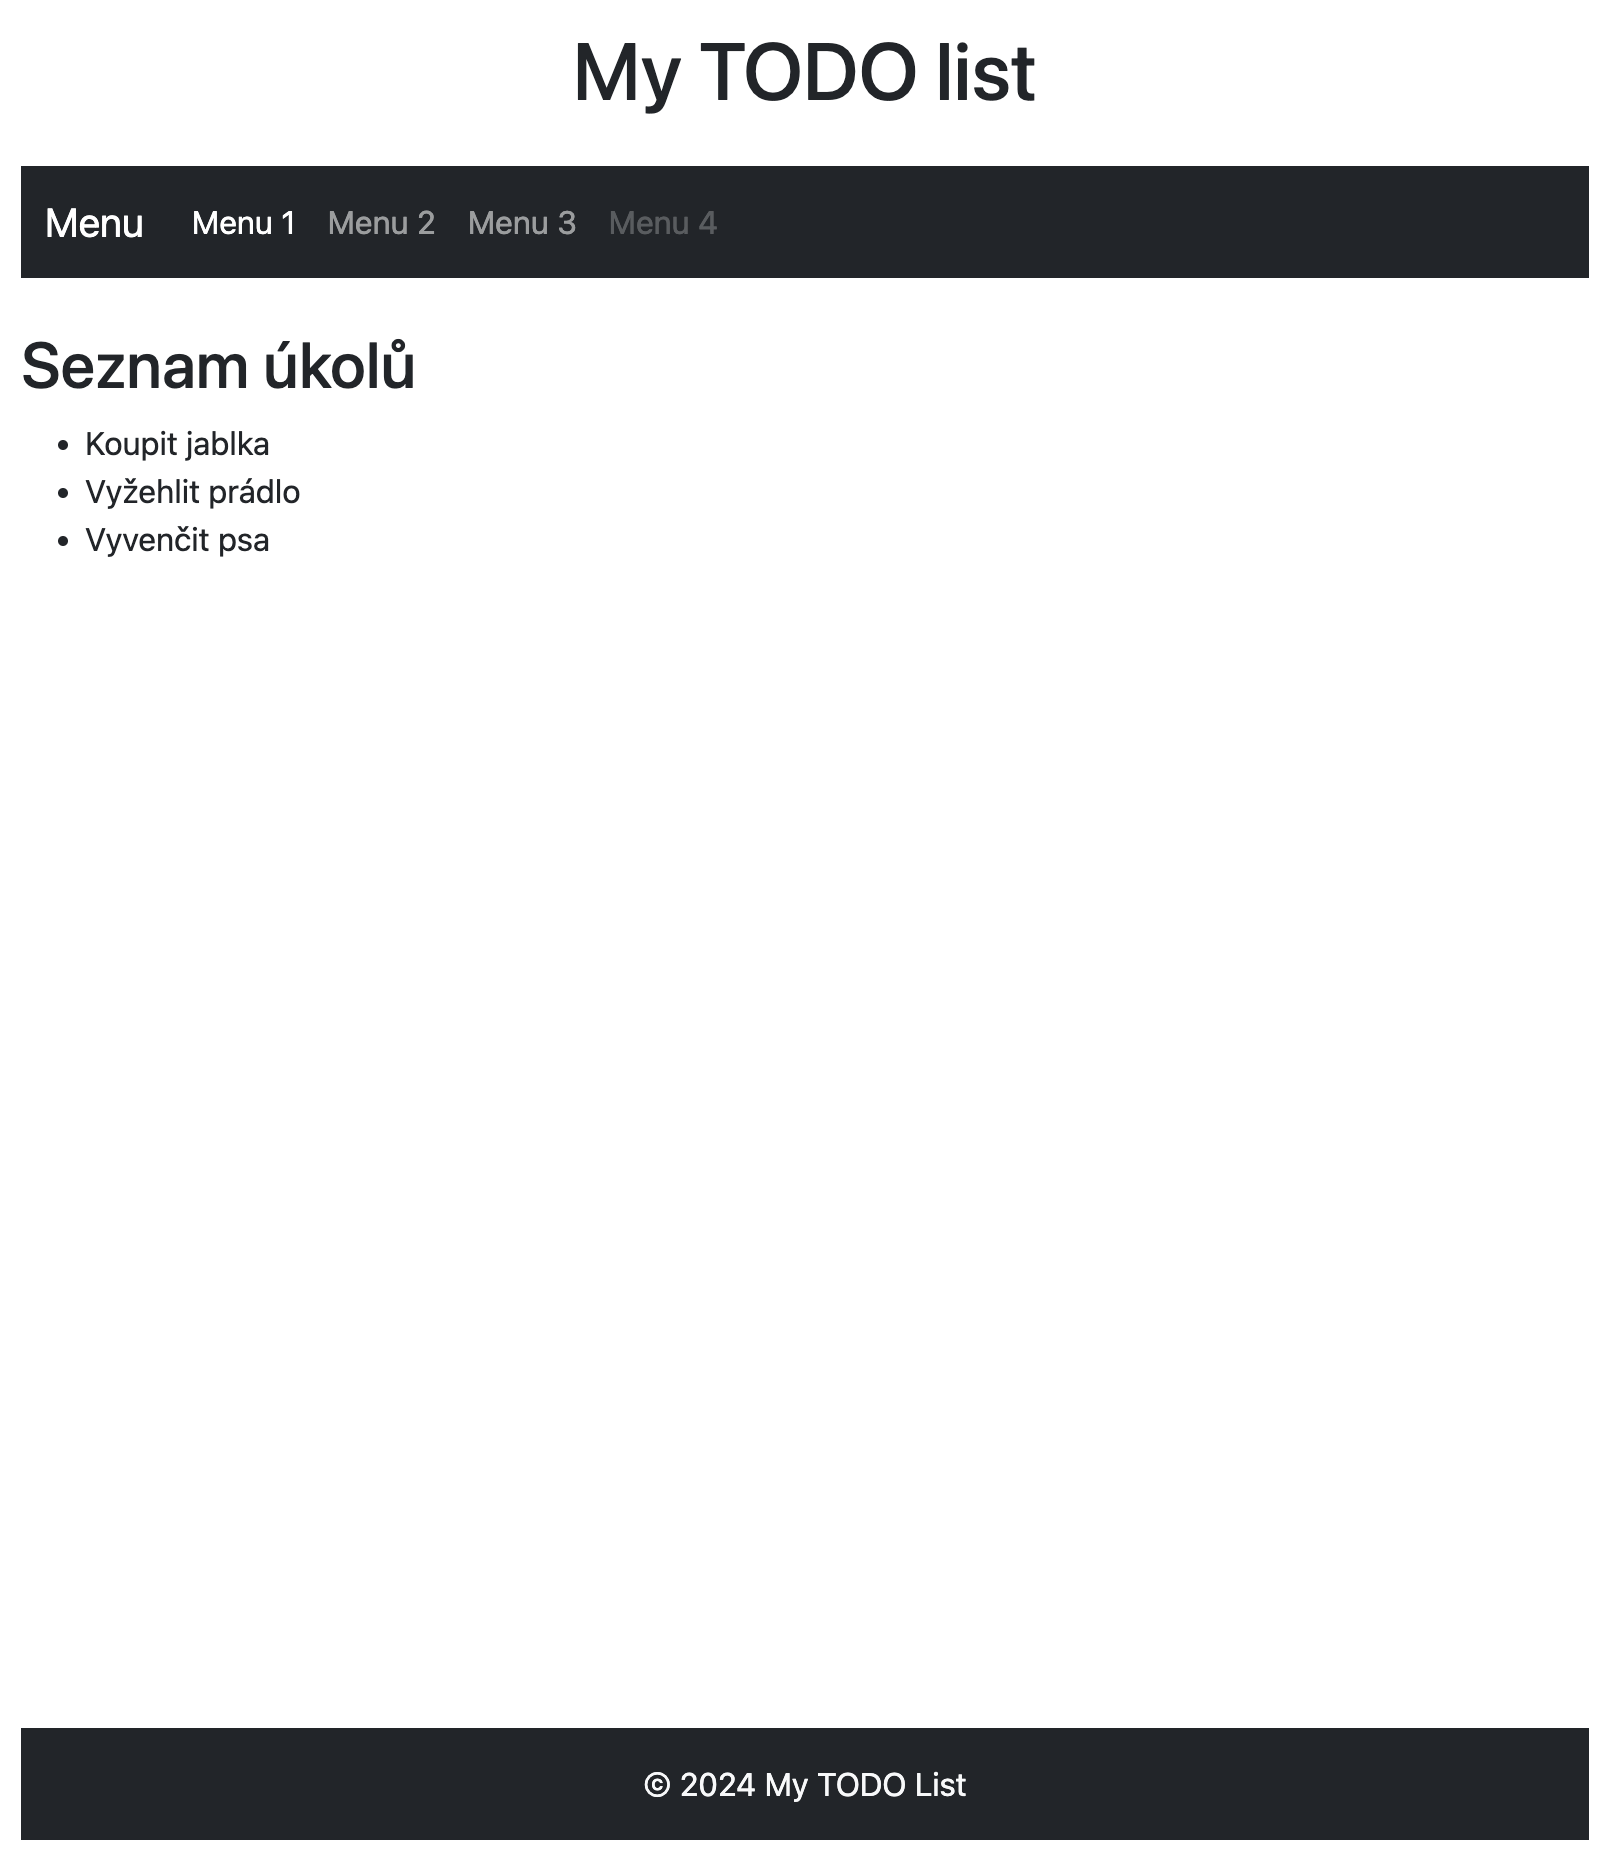 My TODO list
Menu Menu 1 Menu 2 Menu 3 Menu 4
Seznam úkolů
• Koupit jablka
• Vyžehlit prádlo
• Vyvenčit psa
© 2024 My TODO List